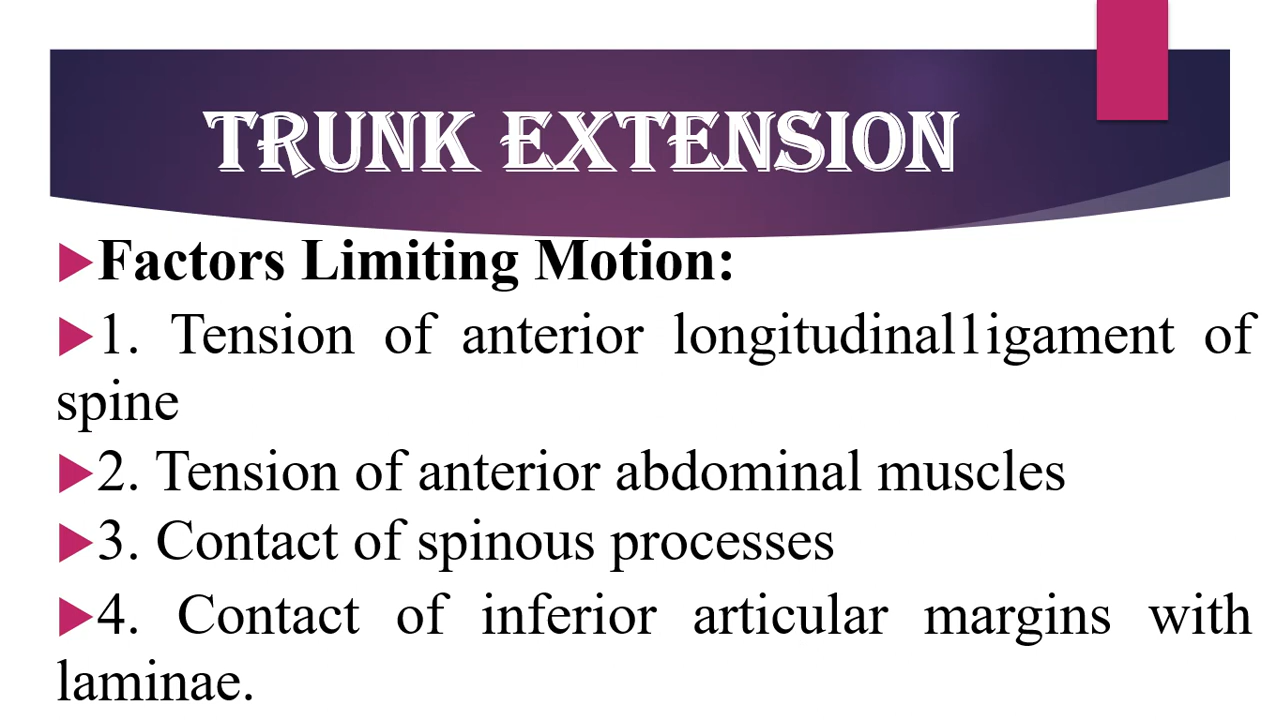 TRUNK EXTENSION
Factors Limiting Motion:
1. Tension of anterior longitudinal1igament of
spine
2. Tension of anterior abdominal muscles
3. Contact of spinous processes
4. Contact of inferior articular margins with
laminae.